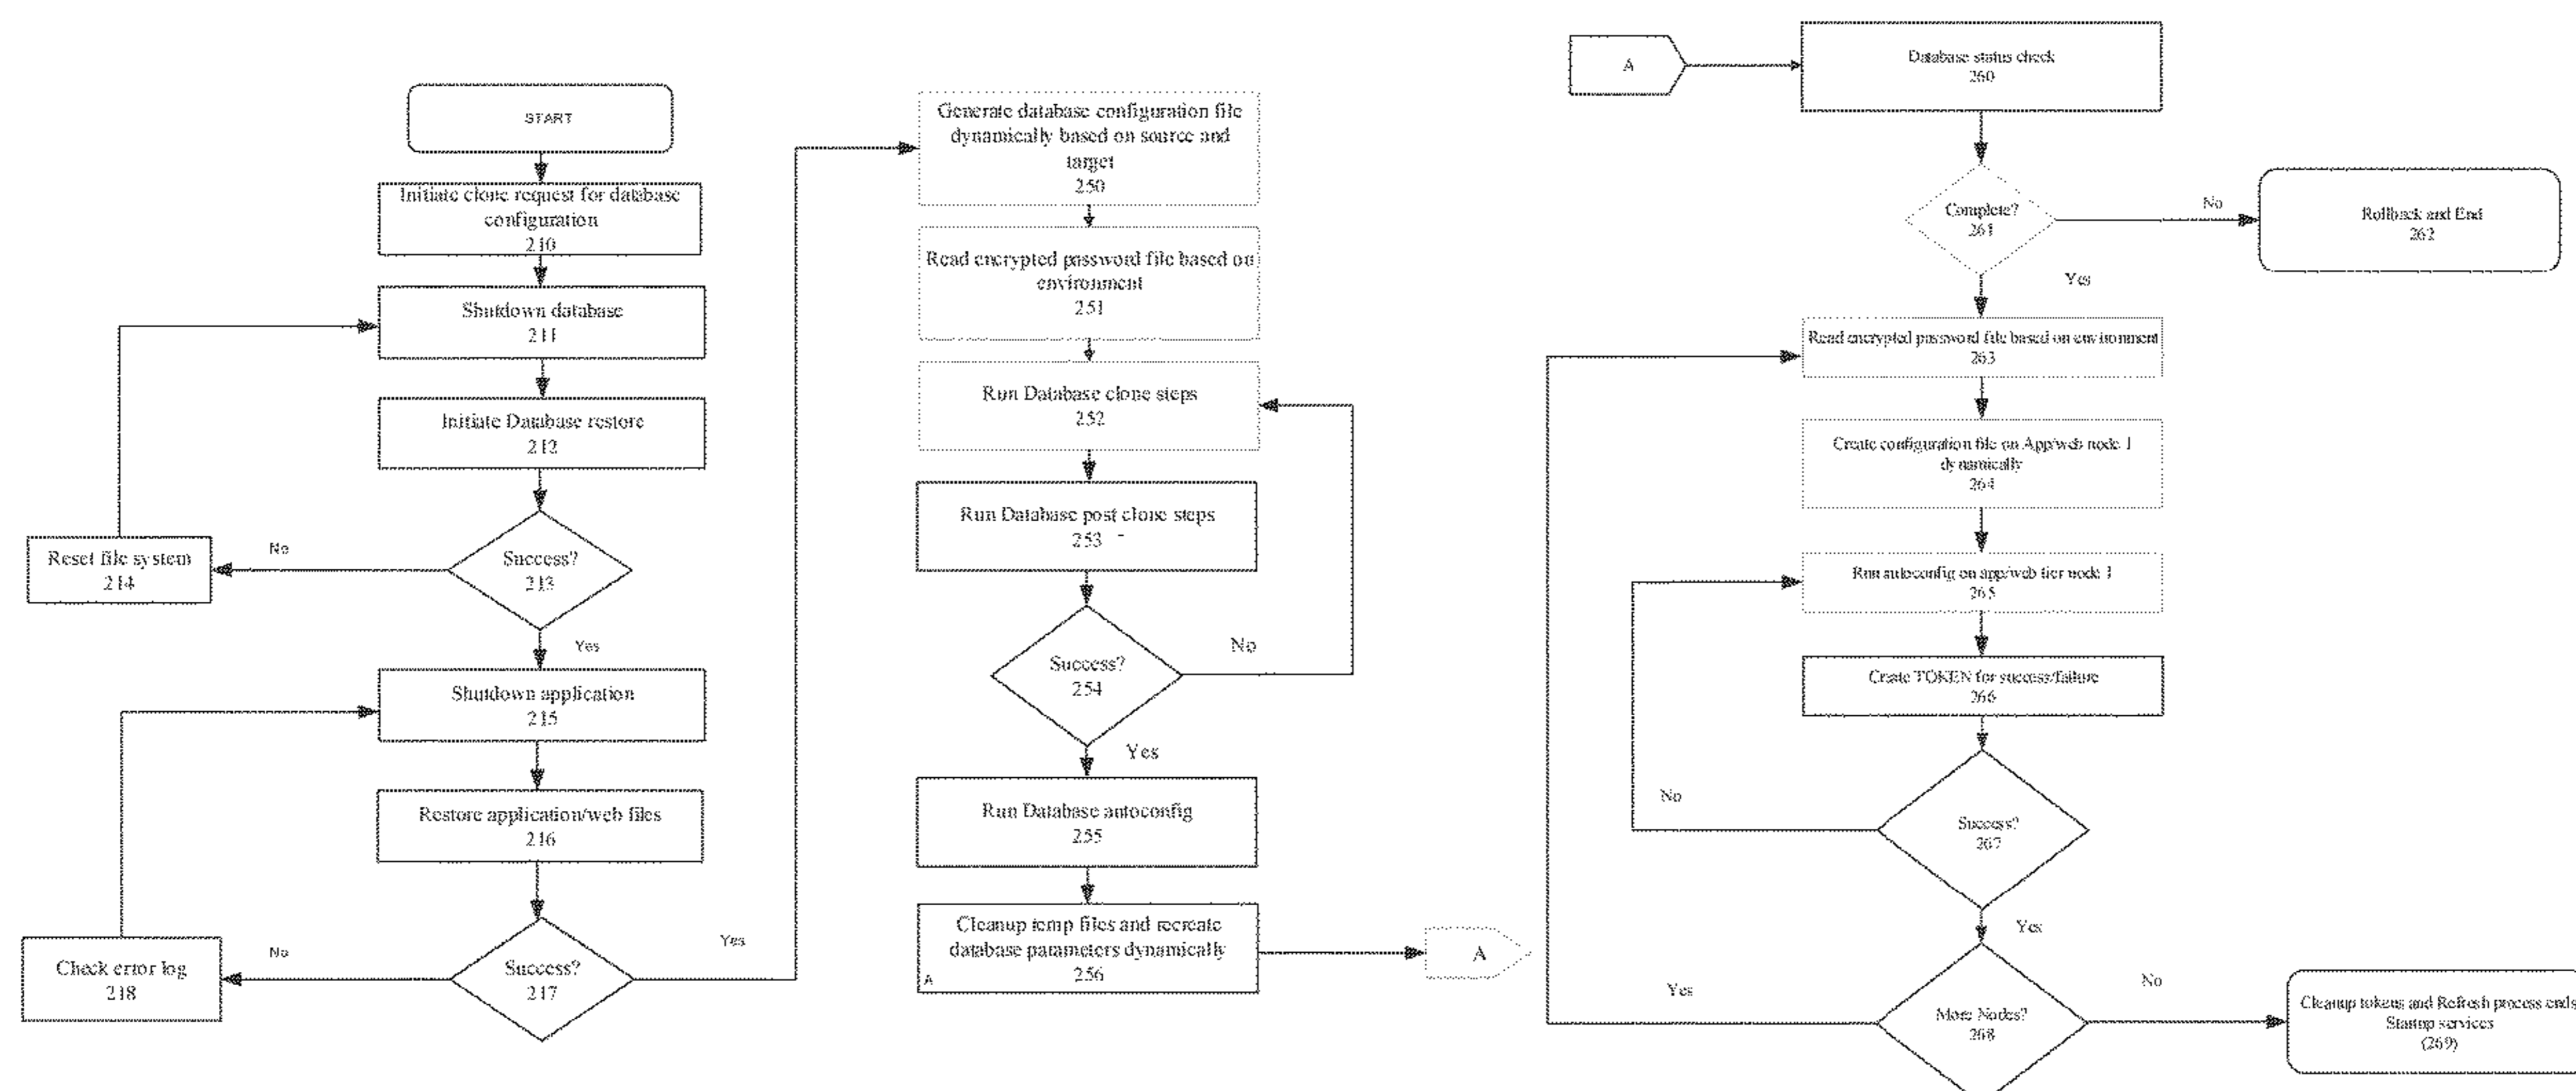 START
Initiate clone request for database
configuration
210
Shutdown database
211
Initiate Database restore
212
Success?
213
No
Reset file system
214
Yes
Shutdown application
215
Restore application/web files
216
Success?
217
No
Check error log
218
Yes
Generate database configuration file
dynamically based on source and
target
250
Read encrypted password file based on
environment
251
Run Database clone steps
252
Run Database post clone steps
253
Success?
254
No
Yes
Run Database autoconfig
255
Cleanup temp files and recreate
database parameters dynamically
256
A
A
A
Database status check
260
Complete?
261
No
Rollback and End
262
Yes
Read encrypted password file based on environment
263
Create configuration file on App/web node 1
dynamically
264
Run autoconfig on app/web tier node 1
265
Create TOKEN for success/failure
266
Success?
267
No
Yes
More Nodes?
268
Yes
No
Cleanup tokens and Refresh process ends
Startup services
(269)